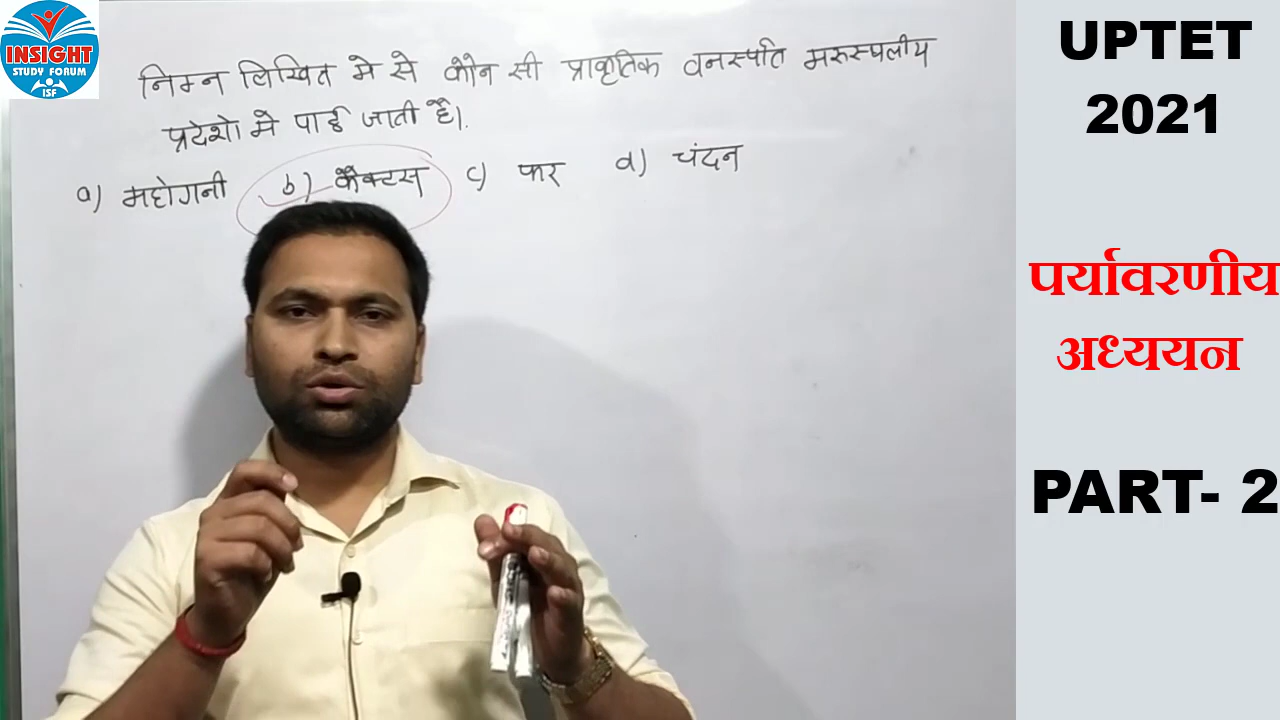 INSIGHT
STUDY FORUM
ISF
निम्न लिखित मे से कौन सी प्राकृतिक वनस्पति मरुस्थलीय
प्रदेशो मे पाई जाती है।.
a) महोगनी b) कैक्टस c) फर d) चंदन
UPTET
2021
पर्यावरणीय
अध्ययन
PART- 2